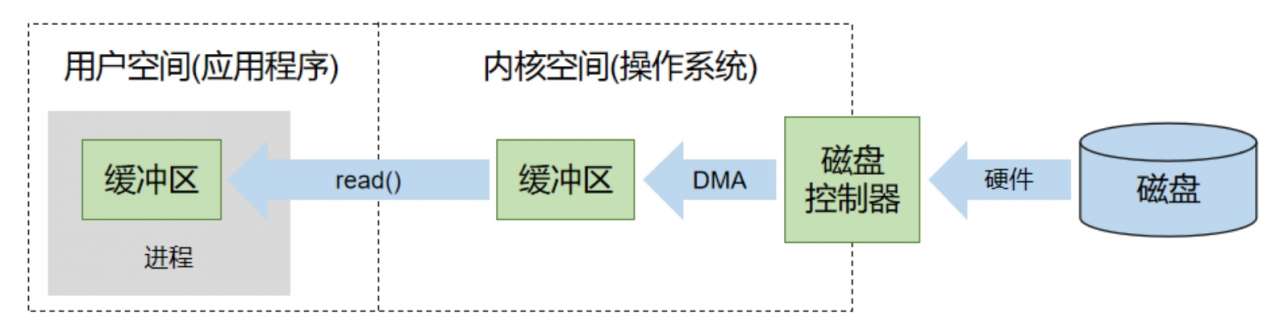 用户空间(应用程序)
内核空间(操作系统)
缓冲区
read()
缓冲区
DMA
磁盘
控制器
硬件
磁盘
进程